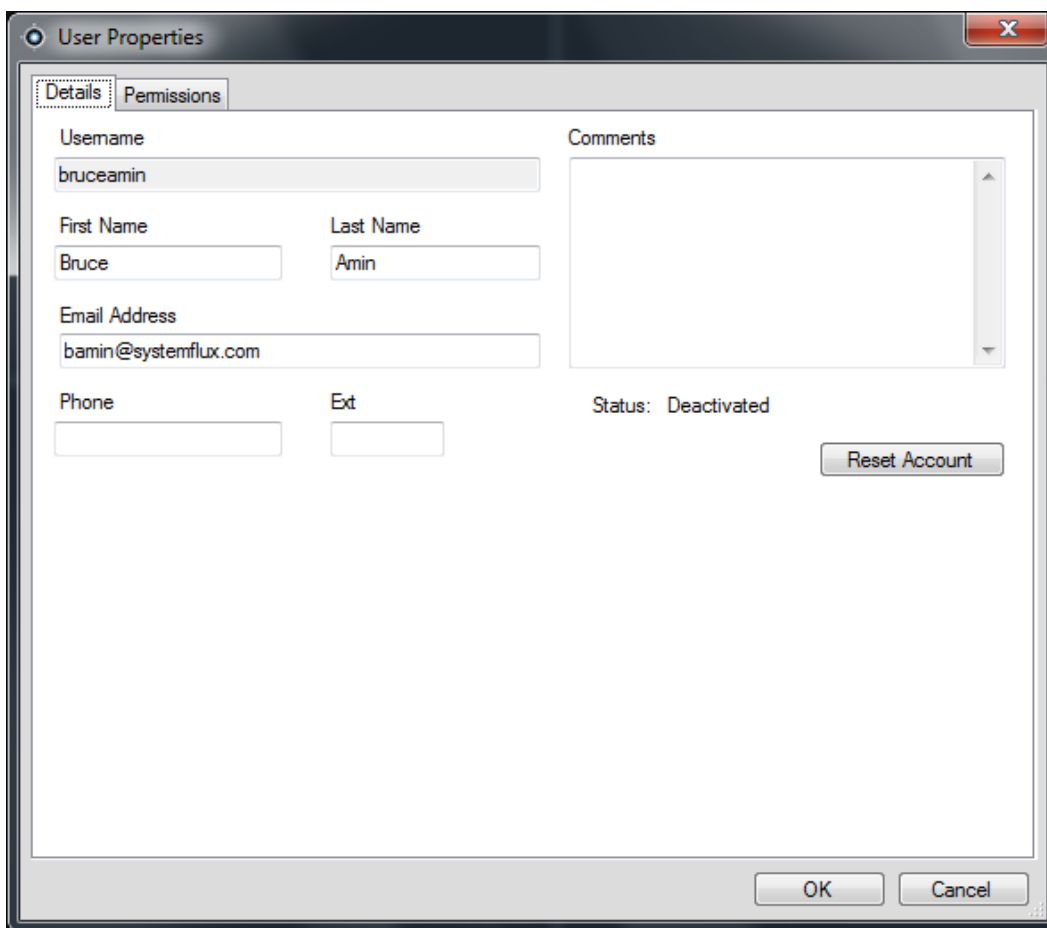 User Properties
Details Permissions
Username
bruceamin
First Name Last Name
Bruce Amin
Email Address
bamin@systemflux.com
Phone Ext
Comments
Status: Deactivated
Reset Account
OK Cancel